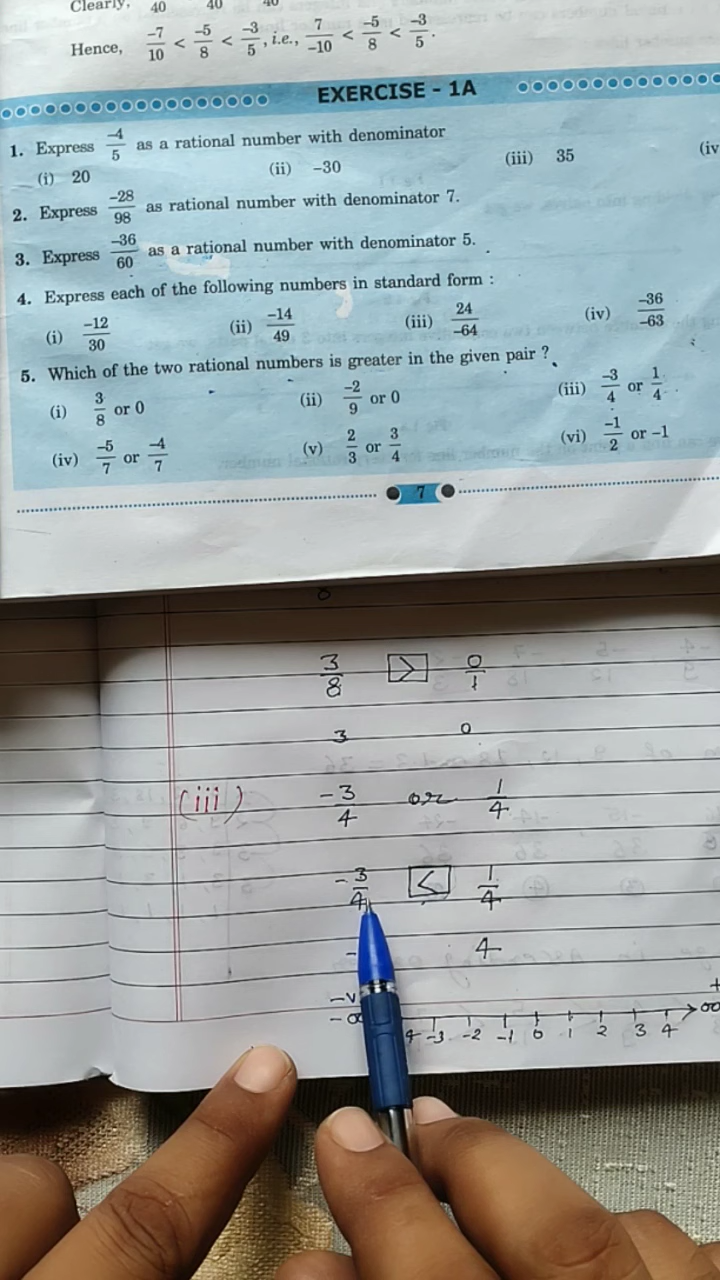 Clearly, 40 40 40
Hence, -7/10 < -5/8 < -3/5, i.e., 7/-10 < -5/8 < -3/5.
EXERCISE - 1A
1. Express -4/5 as a rational number with denominator
(i) 20 (ii) -30 (iii) 35 (iv
2. Express -28/98 as rational number with denominator 7.
3. Express -36/60 as a rational number with denominator 5.
4. Express each of the following numbers in standard form :
(i) -12/30 (ii) -14/49 (iii) 24/-64 (iv) -36/-63
5. Which of the two rational numbers is greater in the given pair ?
(i) 3/8 or 0 (ii) -2/9 or 0 (iii) -3/4 or 1/4
(iv) -5/7 or -4/7 (v) 2/3 or 3/4 (vi) -1/2 or -1
7
3/8 > 0/1
3 0
(iii) -3/4 or 1/4
-3/4 < 1/4
4
-v +
-∞ 4 -3 -2 -1 0 1 2 3 4 ∞